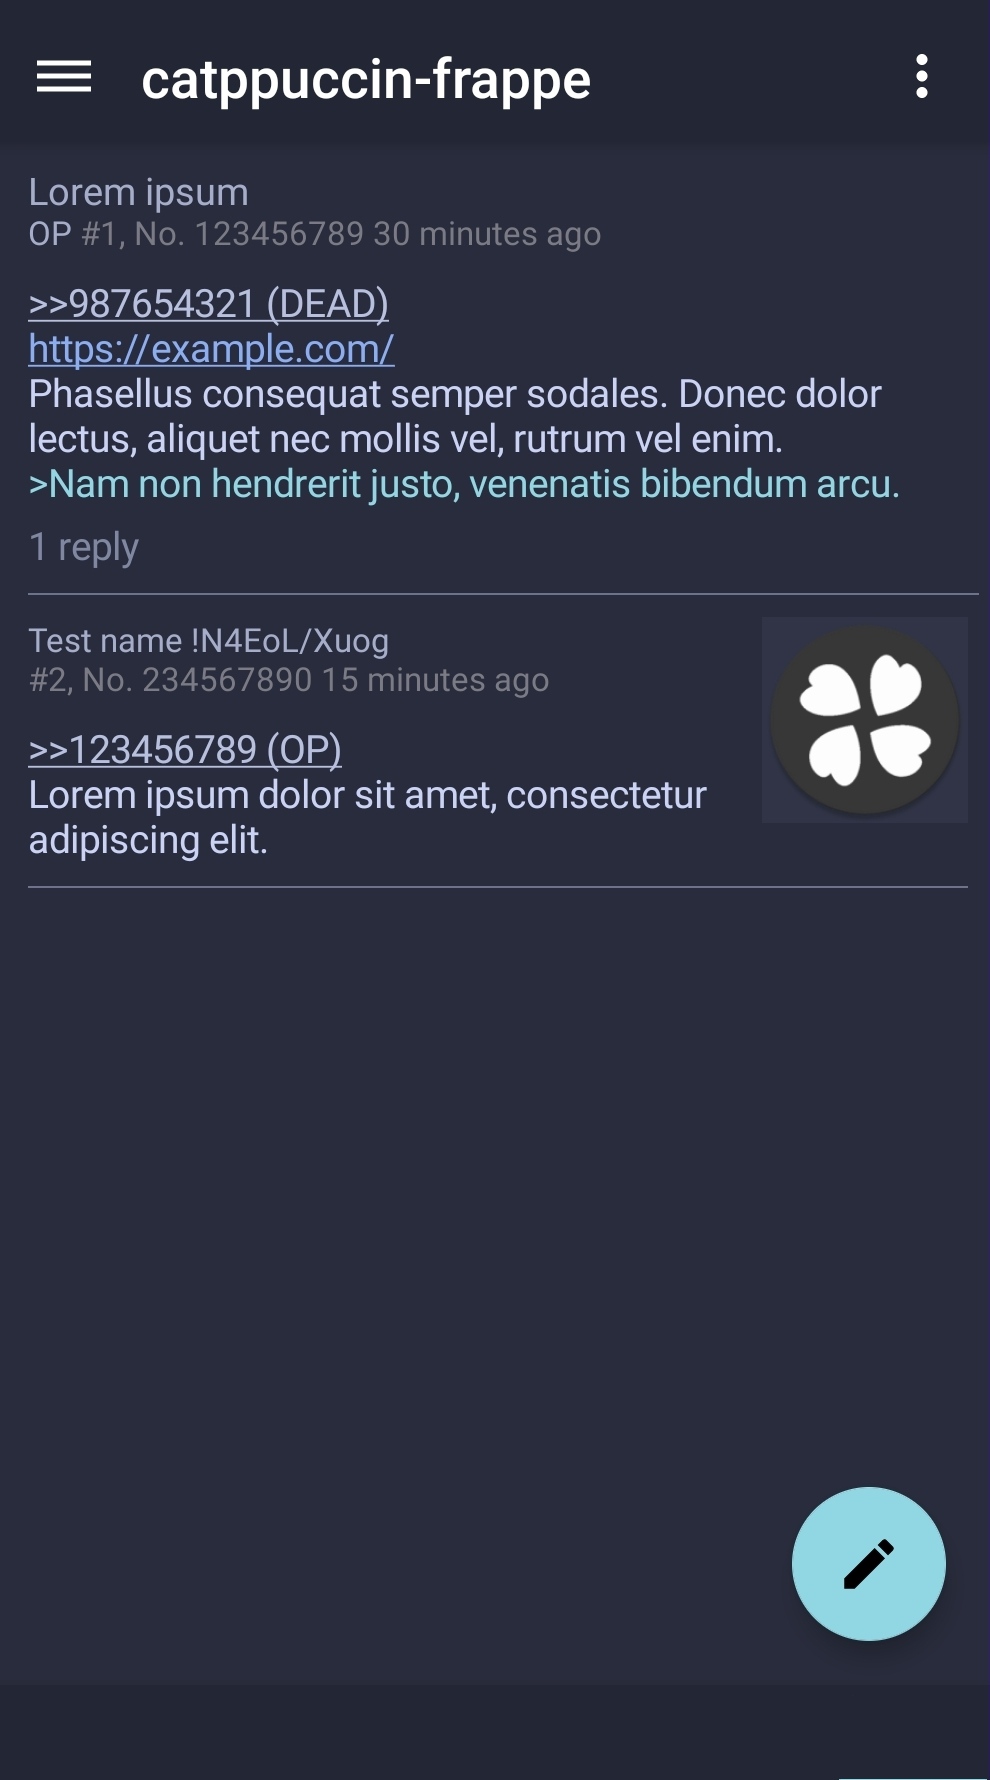 catppuccin-frappe
Lorem ipsum
OP #1, No. 123456789 30 minutes ago
>>987654321 (DEAD)
https://example.com/
Phasellus consequat semper sodales. Donec dolor
lectus, aliquet nec mollis vel, rutrum vel enim.
>Nam non hendrerit justo, venenatis bibendum arcu.
1 reply
Test name !N4EoL/Xuog
#2, No. 234567890 15 minutes ago
>>123456789 (OP)
Lorem ipsum dolor sit amet, consectetur
adipiscing elit.